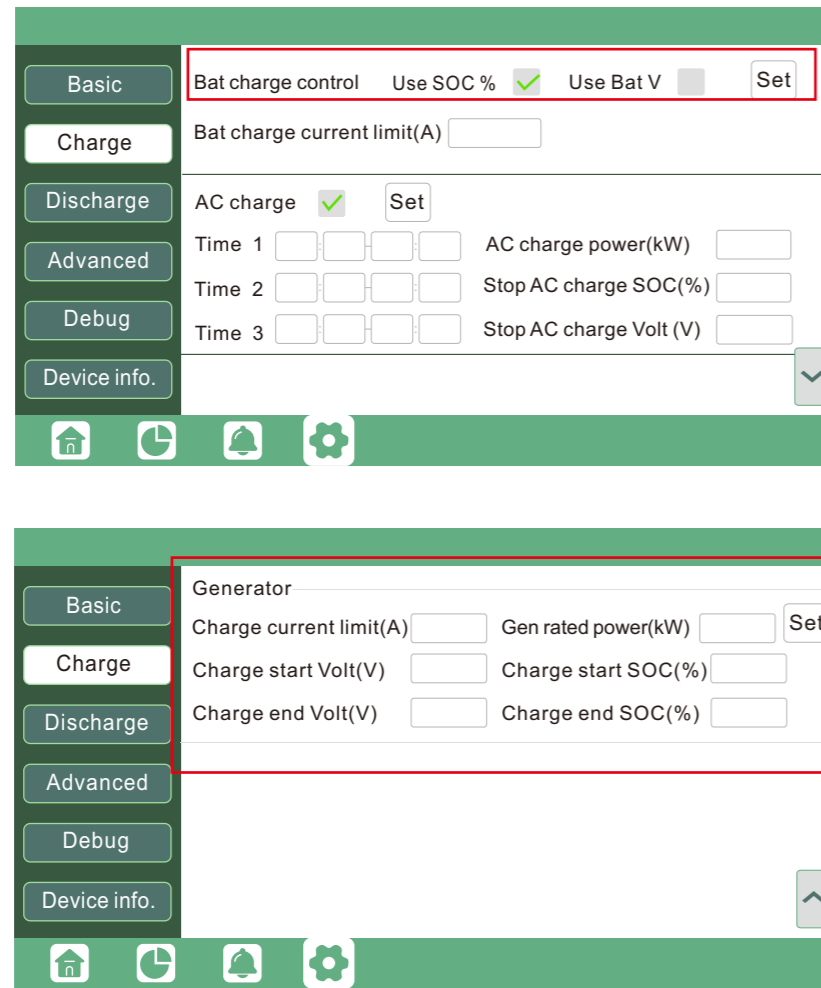 Basic
Bat charge control Use SOC % Use Bat V Set
Charge
Bat charge current limit(A)
Discharge
AC charge Set
Time 1 : - : AC charge power(kW)
Advanced
Time 2 : - : Stop AC charge SOC(%)
Debug
Time 3 : - : Stop AC charge Volt (V)
Device info.
Generator
Basic
Charge current limit(A) Gen rated power(kW) Set
Charge
Charge start Volt(V) Charge start SOC(%)
Discharge
Charge end Volt(V) Charge end SOC(%)
Advanced
Debug
Device info.